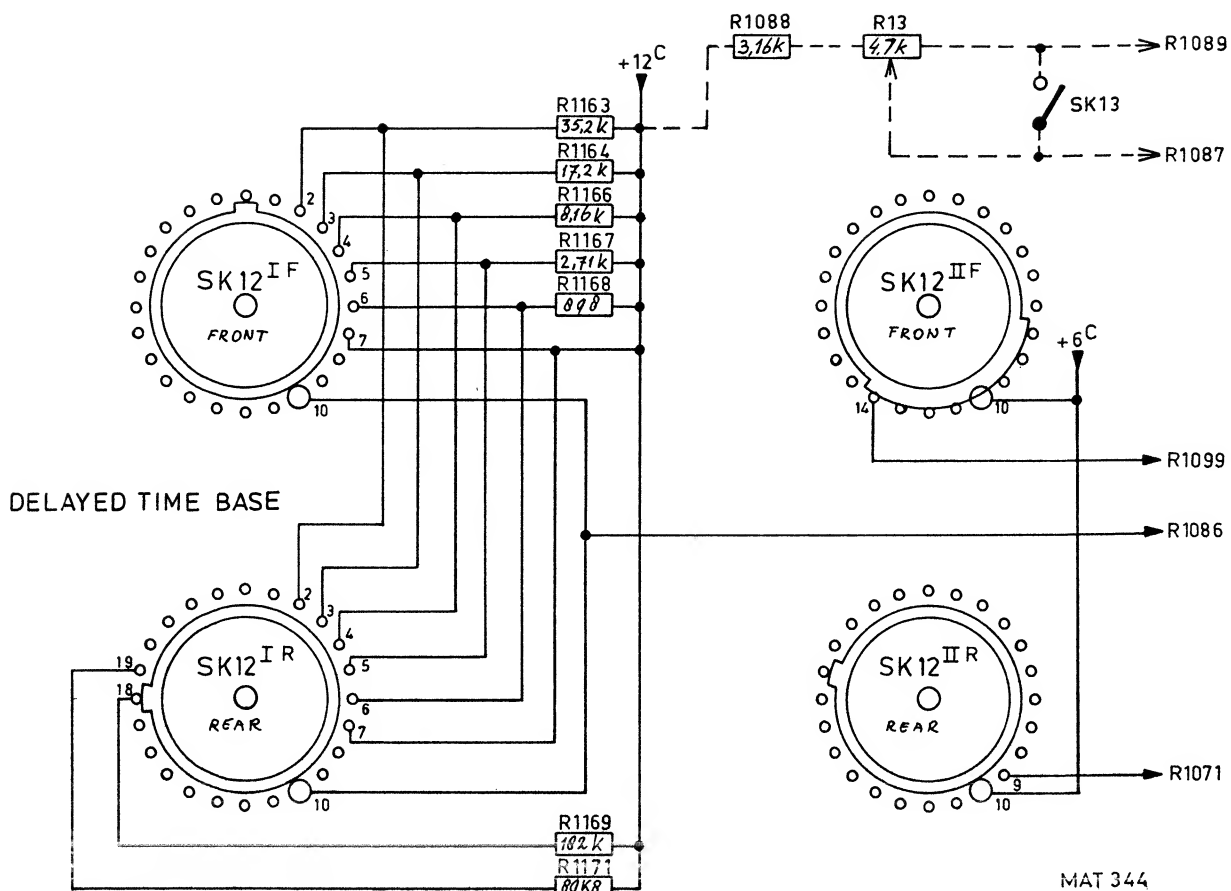 R1088
3,16k
R13
4.7k
R1089
+12C
SK13
R1163
35,2k
R1087
R1164
17,2k
R1166
8,16k
R1167
2,71k
R1168
898
2
3
4
5
6
7
10
SK12 I F
FRONT
SK12 II F
FRONT
+6C
14
10
R1099
DELAYED TIME BASE
R1086
2
3
4
5
6
7
10
19
18
SK12 I R
REAR
SK12 II R
REAR
R1071
9
10
R1169
182k
R1171
80K8
MAT 344